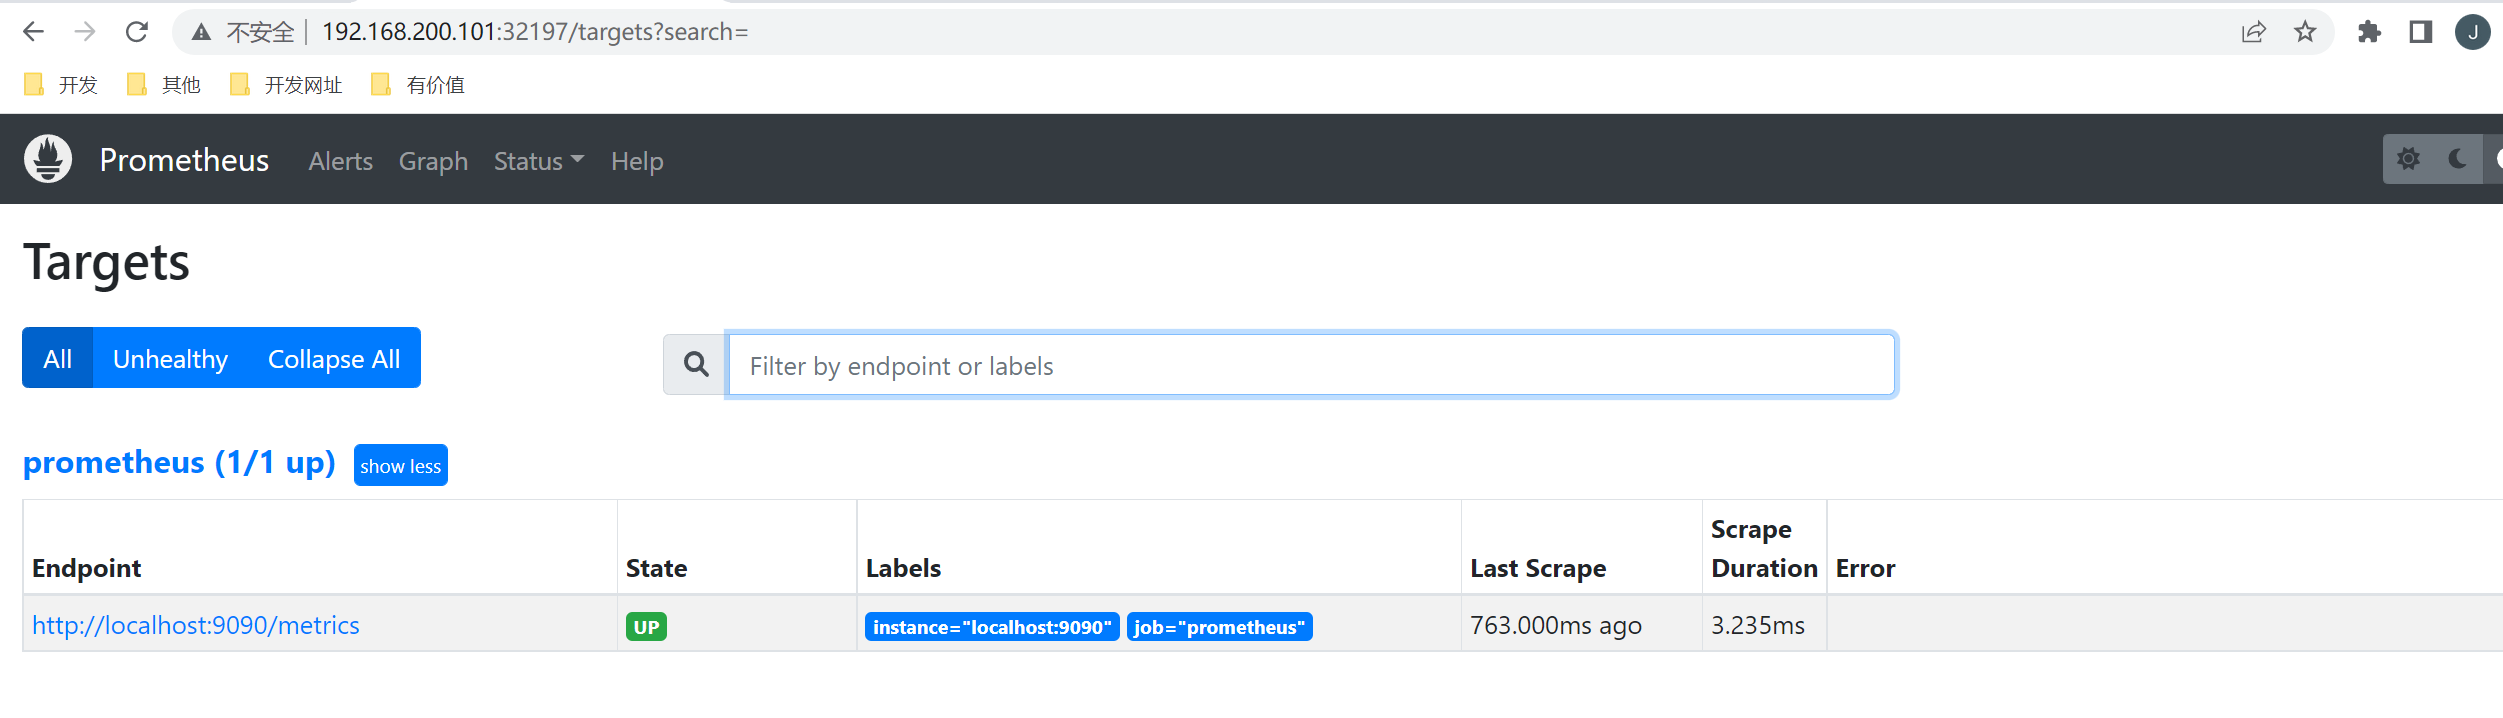 不安全 192.168.200.101:32197/targets?search= J
开发 其他 开发网址 有价值
Prometheus Alerts Graph Status Help
Targets
All Unhealthy Collapse All Filter by endpoint or labels
prometheus (1/1 up) show less
Endpoint State Labels Last Scrape Scrape Duration Error
http://localhost:9090/metrics UP instance="localhost:9090" job="prometheus" 763.000ms ago 3.235ms